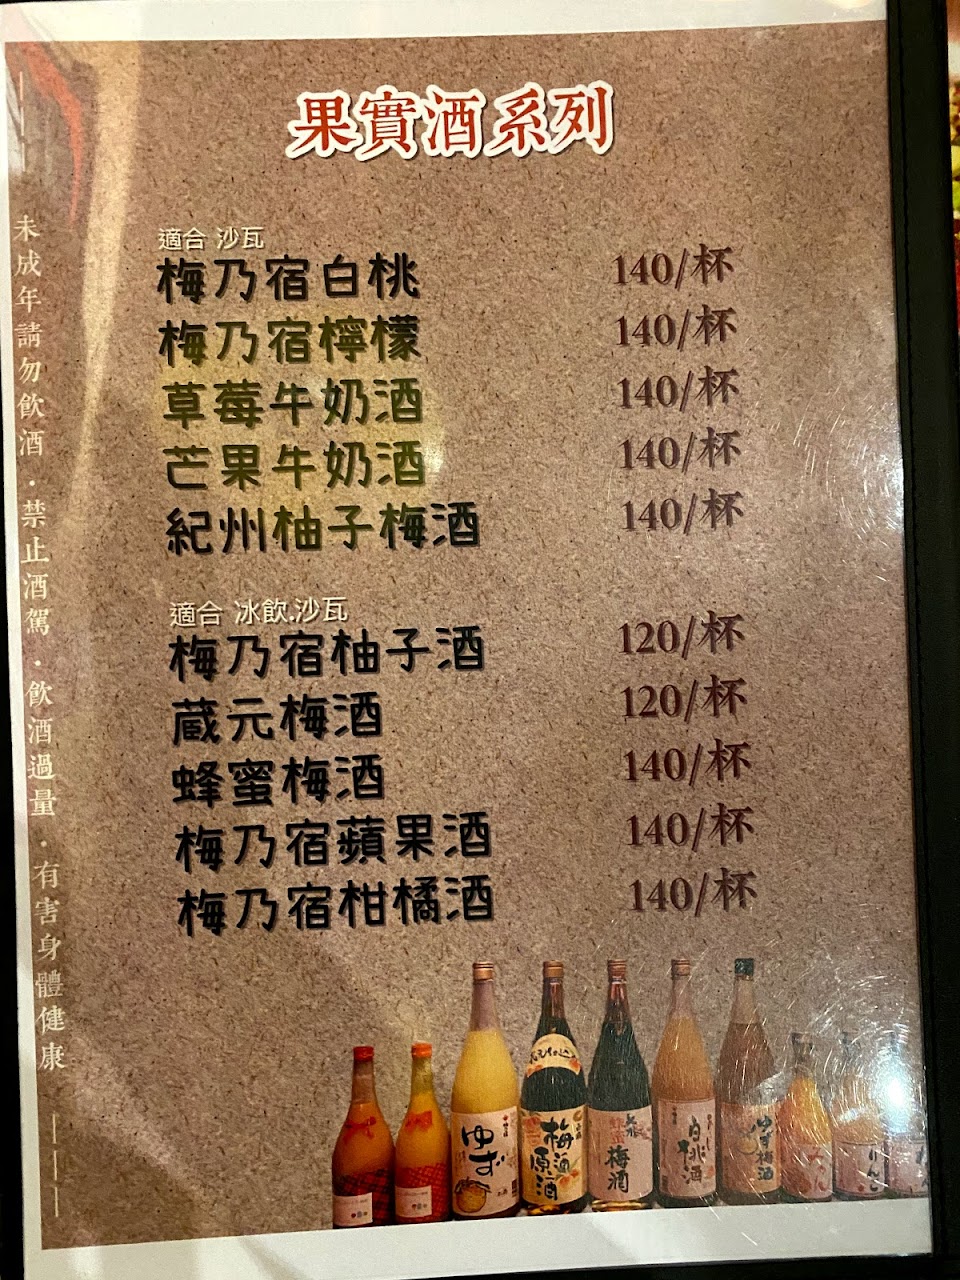 果實酒系列
適合 沙瓦
梅乃宿白桃 140/杯
梅乃宿檸檬 140/杯
草莓牛奶酒 140/杯
芒果牛奶酒 140/杯
紀州柚子梅酒 140/杯
適合 冰飲.沙瓦
梅乃宿柚子酒 120/杯
蔵元梅酒 120/杯
蜂蜜梅酒 140/杯
梅乃宿蘋果酒 140/杯
梅乃宿柑橘酒 140/杯
未成年請勿飲酒・禁止酒駕・飲酒過量・有害身體健康
ゆず
梅酒原酒
梅酒
白桃酒
ゆず梅酒
りんご